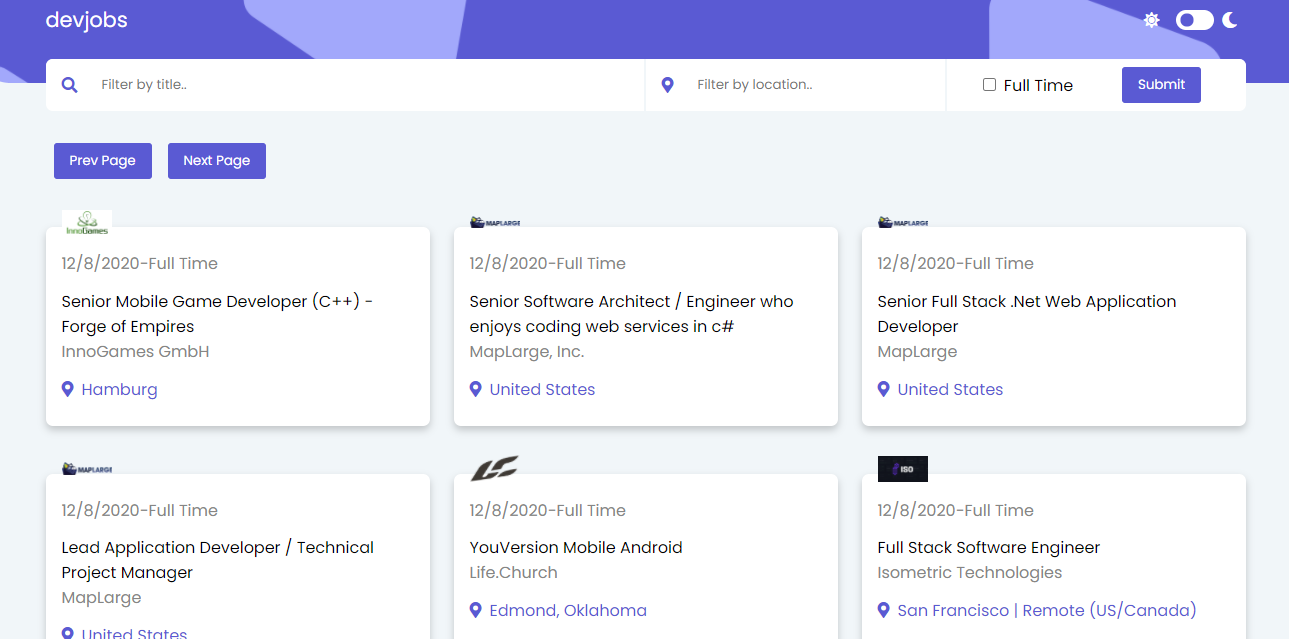 devjobs
Filter by title..
Filter by location..
Full Time
Submit
Prev Page
Next Page
InnoGames
12/8/2020-Full Time
Senior Mobile Game Developer (C++) -
Forge of Empires
InnoGames GmbH
Hamburg
MAPLARGE
12/8/2020-Full Time
Senior Software Architect / Engineer who
enjoys coding web services in c#
MapLarge, Inc.
United States
MAPLARGE
12/8/2020-Full Time
Senior Full Stack .Net Web Application
Developer
MapLarge
United States
MAPLARGE
12/8/2020-Full Time
Lead Application Developer / Technical
Project Manager
MapLarge
United States
LC
12/8/2020-Full Time
YouVersion Mobile Android
Life.Church
Edmond, Oklahoma
ISO
12/8/2020-Full Time
Full Stack Software Engineer
Isometric Technologies
San Francisco | Remote (US/Canada)